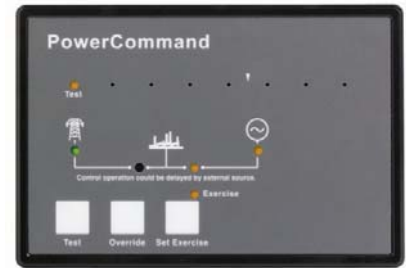 PowerCommand
Test
Control operation could be delayed by external source.
Exercise
Test Override Set Exercise